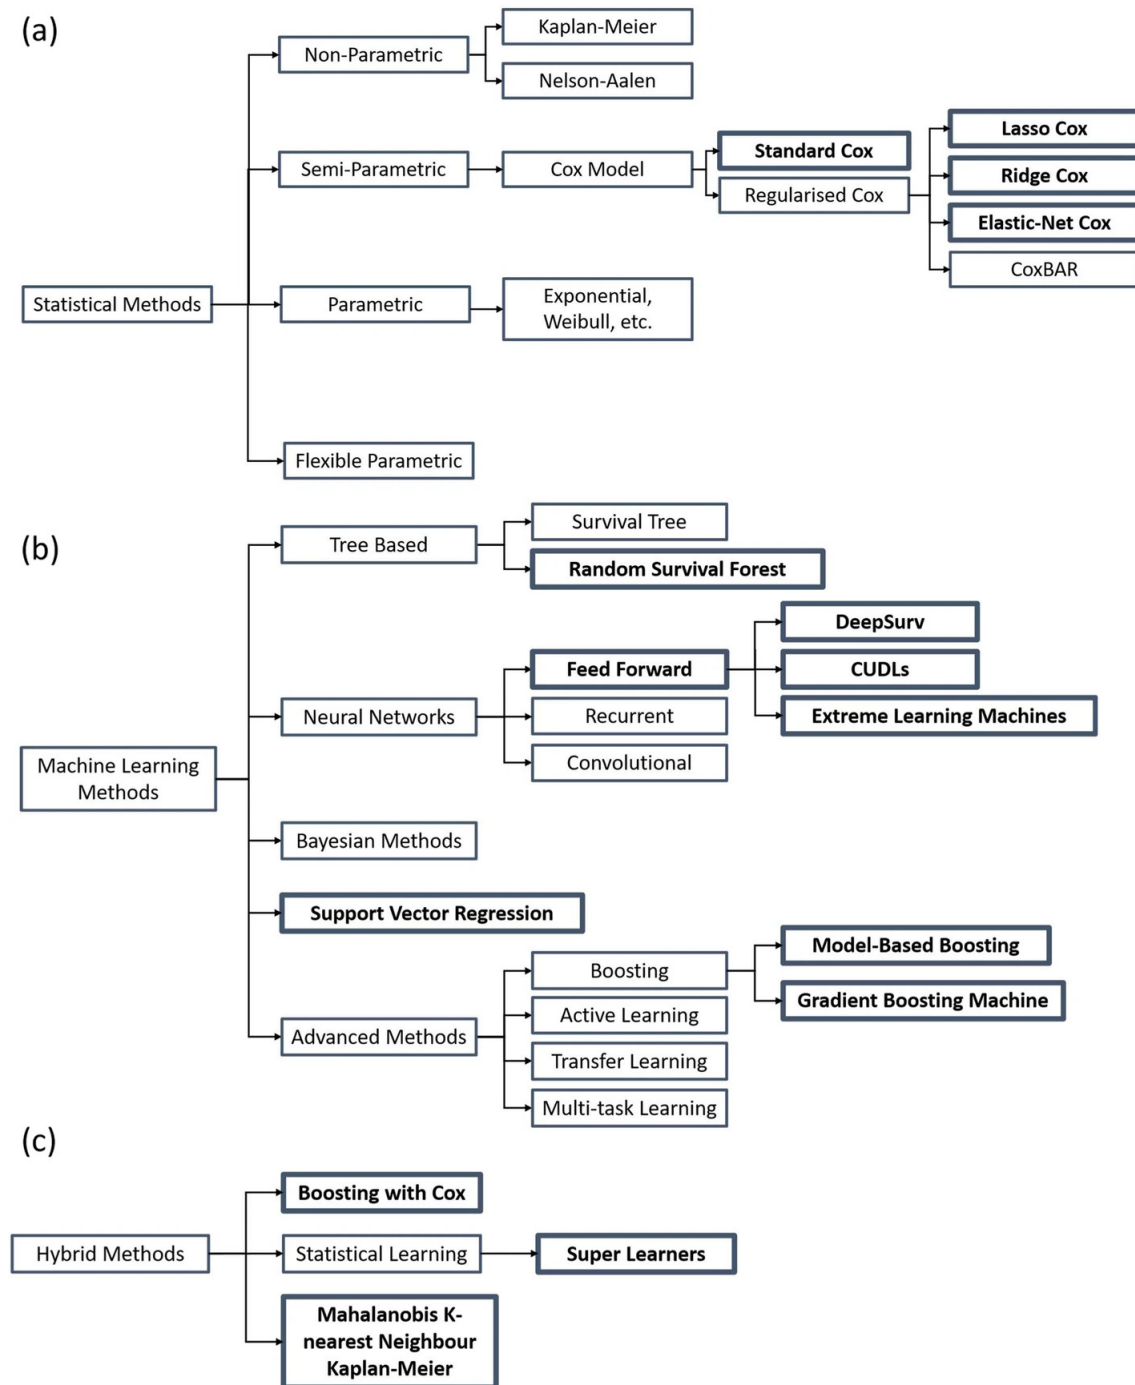 (a)
Kaplan-Meier
Non-Parametric
Nelson-Aalen
Lasso Cox
Standard Cox
Semi-Parametric
Cox Model
Ridge Cox
Regularised Cox
Elastic-Net Cox
CoxBAR
Statistical Methods
Parametric
Exponential,
Weibull, etc.
Flexible Parametric
(b)
Survival Tree
Tree Based
Random Survival Forest
DeepSurv
Feed Forward
CUDLs
Neural Networks
Recurrent
Extreme Learning Machines
Convolutional
Machine Learning
Methods
Bayesian Methods
Support Vector Regression
Model-Based Boosting
Boosting
Gradient Boosting Machine
Active Learning
Advanced Methods
Transfer Learning
Multi-task Learning
(c)
Boosting with Cox
Hybrid Methods
Statistical Learning
Super Learners
Mahalanobis K-
nearest Neighbour
Kaplan-Meier